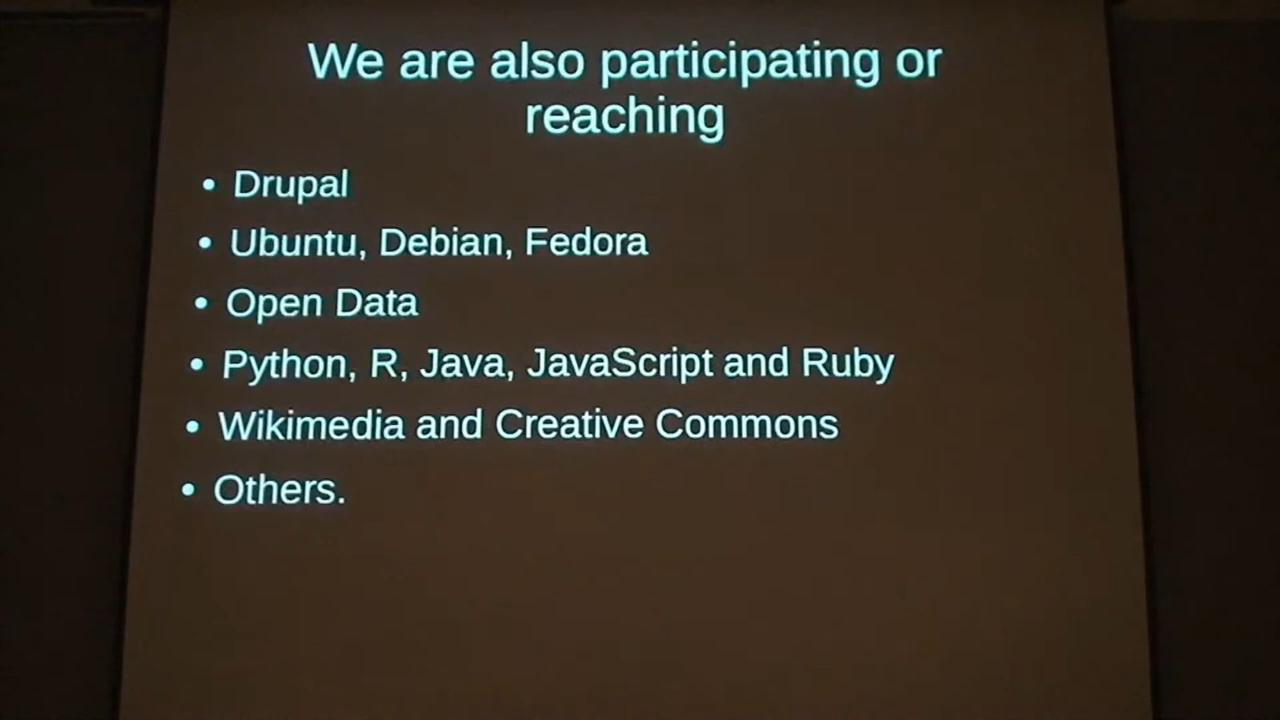 We are also participating or
reaching
• Drupal
• Ubuntu, Debian, Fedora
• Open Data
• Python, R, Java, JavaScript and Ruby
• Wikimedia and Creative Commons
• Others.